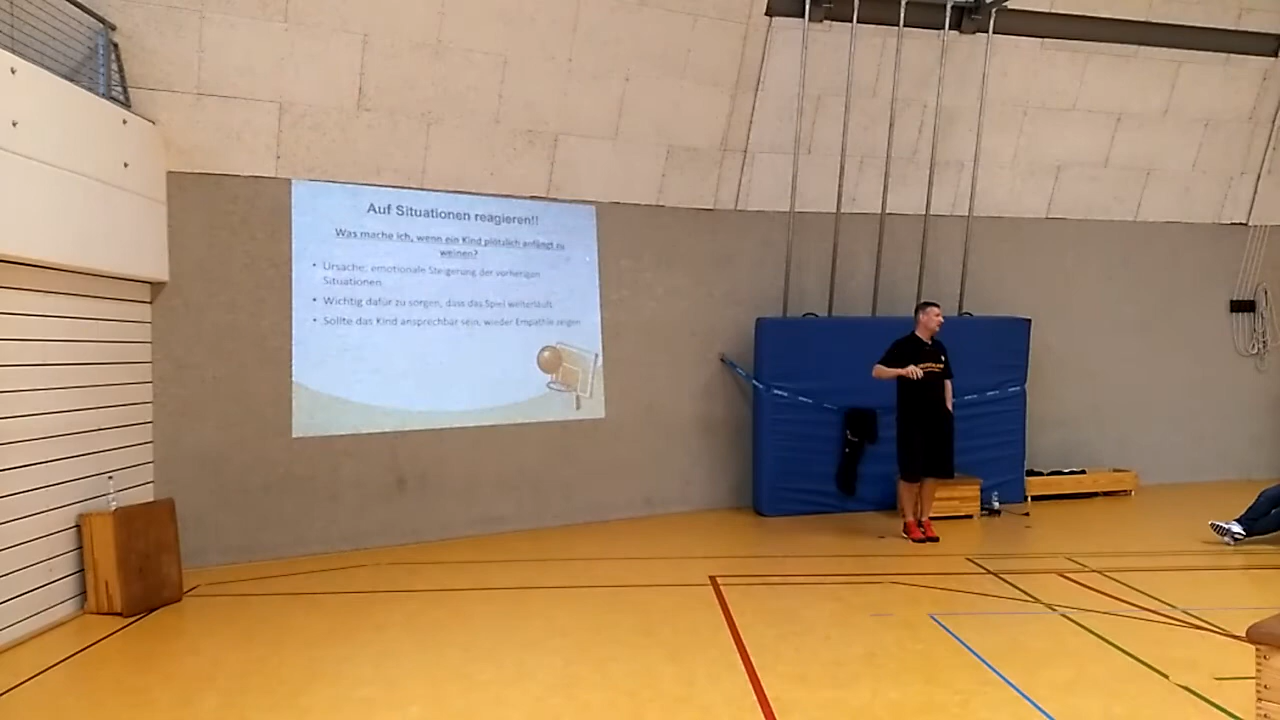 Auf Situationen reagieren!!
Was mache ich, wenn ein Kind plötzlich anfängt zu
weinen?
• Ursache: emotionale Steigerung der vorherigen
Situationen
• Wichtig dafür zu sorgen, dass das Spiel weiterläuft
• Sollte das Kind ansprechbar sein, wieder Empathie zeigen